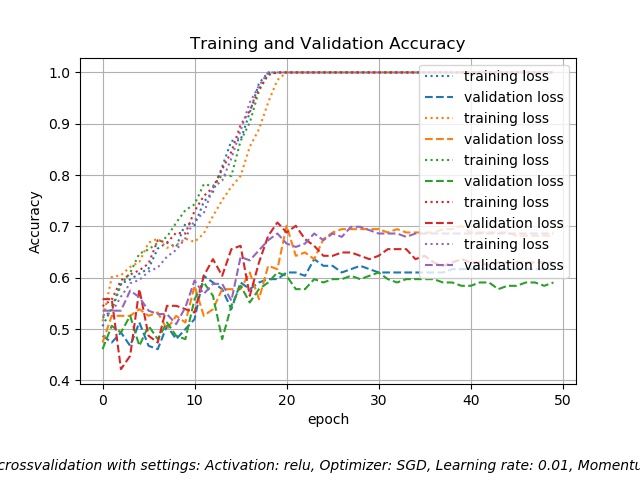 Training and Validation Accuracy
1.0
0.9
0.8
0.7
0.6
0.5
0.4
Accuracy
training loss
validation loss
training loss
validation loss
training loss
validation loss
training loss
validation loss
training loss
validation loss
0 10 20 30 40 50
epoch
crossvalidation with settings: Activation: relu, Optimizer: SGD, Learning rate: 0.01, Momentu